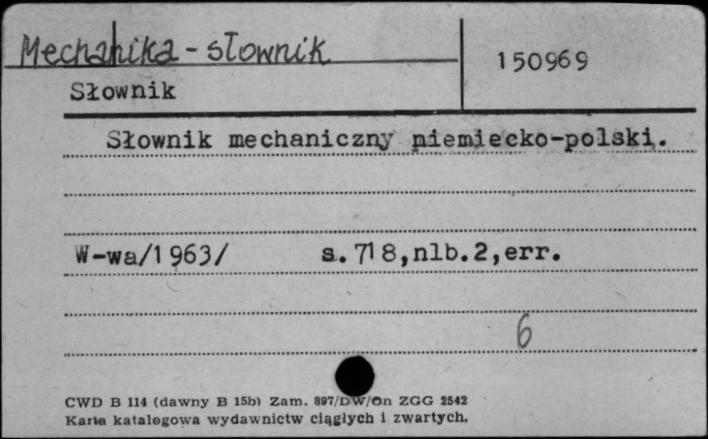 Mechanika - słownik
150969
Słownik
Słownik mechaniczny niemiecko-polski.
W-wa/1963/ s.718,nlb.2,err.
6
CWD B 114 (dawny B 15b) Zam. 897/DW/On ZGG 2542
Karta katalogowa wydawnictw ciągłych i zwartych.